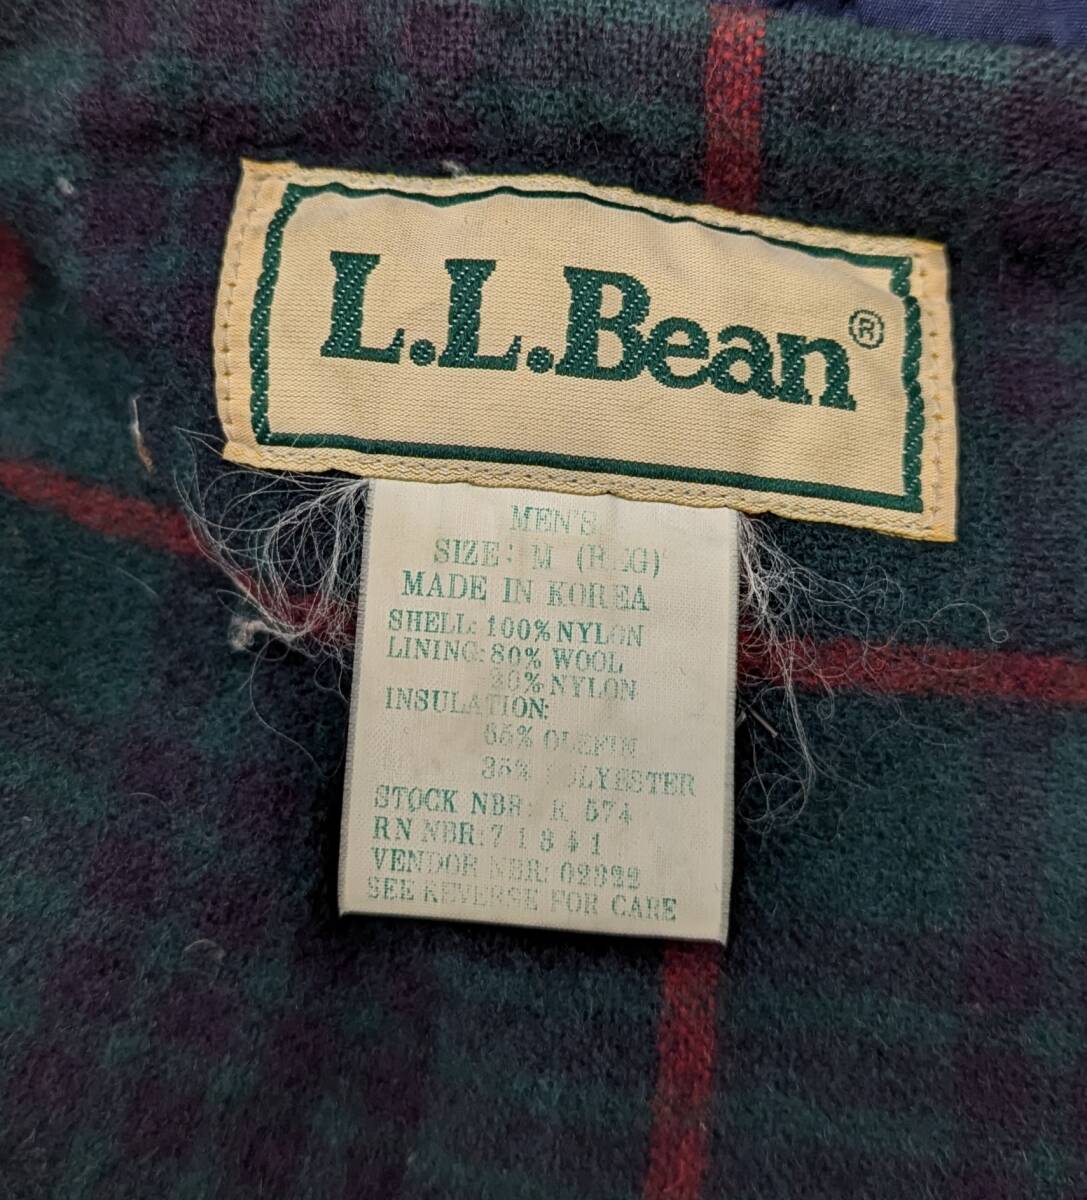 L.L.Bean®
MEN'S
SIZE: M (REG)
MADE IN KOREA
SHELL: 100% NYLON
LINING: 80% WOOL
20% NYLON
INSULATION:
65% OLEFIN
35% POLYESTER
STOCK NBR: 574
RN NBR:
VENDOR NBR:
SEE REVERSE FOR CARE